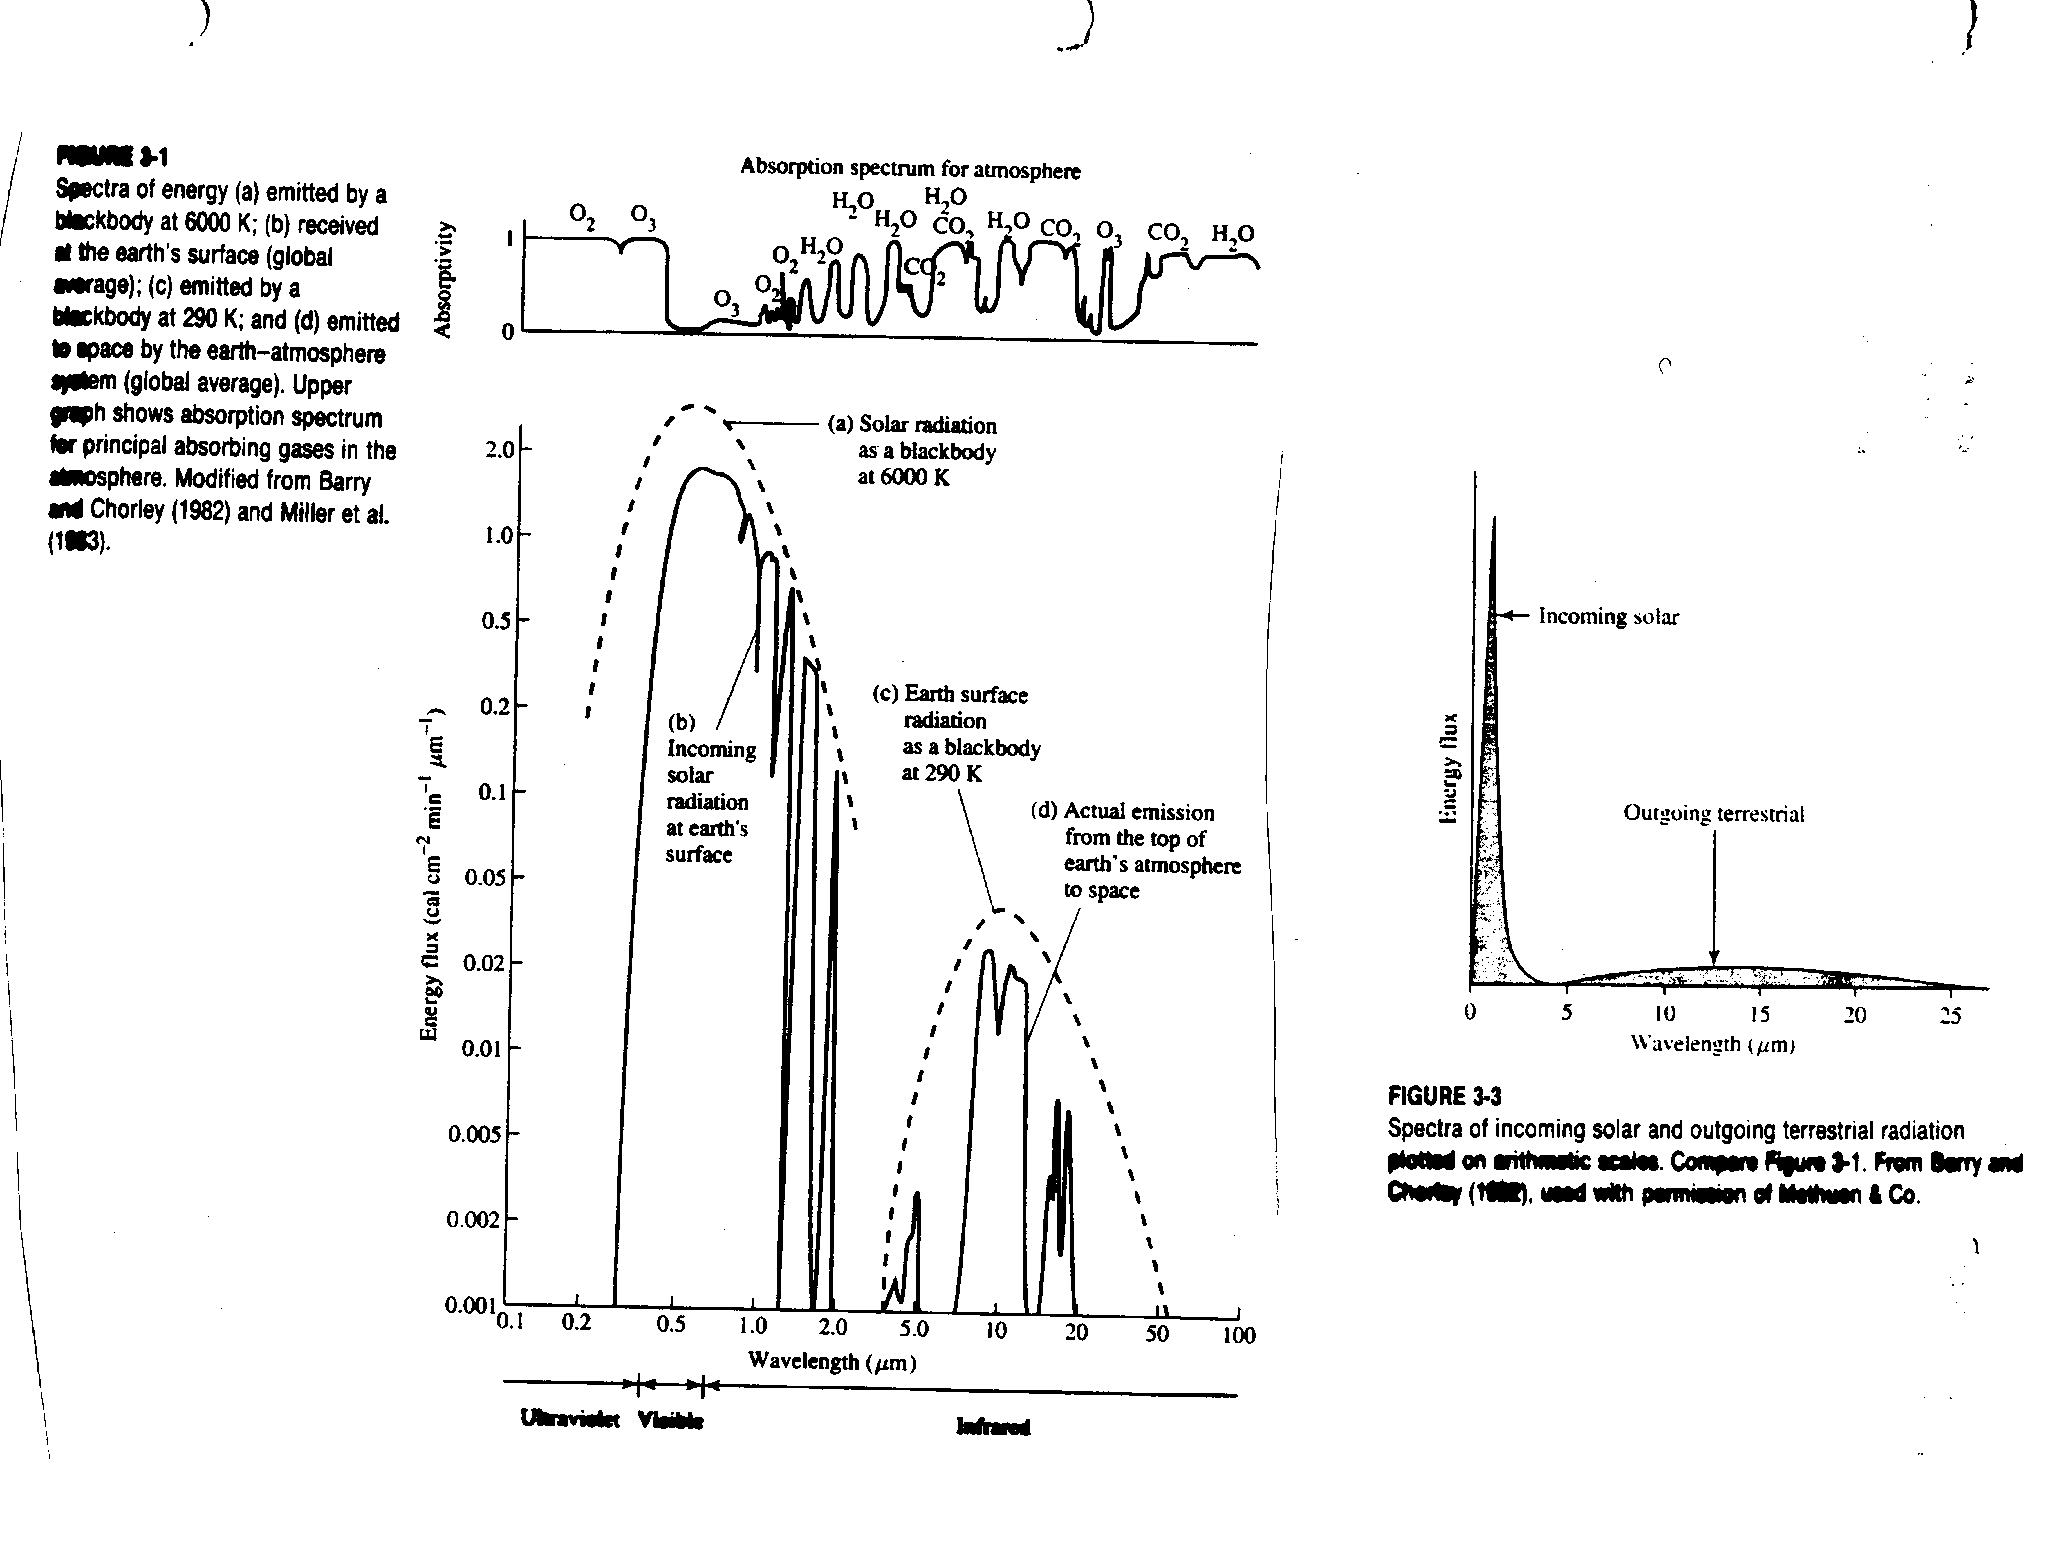 FIGURE 3-1
Spectra of energy (a) emitted by a
blackbody at 6000 K; (b) received
at the earth's surface (global
average); (c) emitted by a
blackbody at 290 K; and (d) emitted
to space by the earth–atmosphere
system (global average). Upper
graph shows absorption spectrum
for principal absorbing gases in the
atmosphere. Modified from Barry
and Chorley (1982) and Miller et al.
(1983).
Absorption spectrum for atmosphere
Absorptivity
1
0
O2
O3
O3
O2
O2
H2O
H2O
H2O
CO2
H2O
CO2
H2O
CO2
O3
CO2
H2O
Energy flux (cal cm−2 min−1 μm−1)
2.0
1.0
0.5
0.2
0.1
0.05
0.02
0.01
0.005
0.002
0.001
(a) Solar radiation
as a blackbody
at 6000 K
(b)
Incoming
solar
radiation
at earth's
surface
(c) Earth surface
radiation
as a blackbody
at 290 K
(d) Actual emission
from the top of
earth's atmosphere
to space
0.1 0.2 0.5 1.0 2.0 5.0 10 20 50 100
Wavelength (μm)
Ultraviolet Visible Infrared
Energy flux
Incoming solar
Outgoing terrestrial
0 5 10 15 20 25
Wavelength (μm)
FIGURE 3-3
Spectra of incoming solar and outgoing terrestrial radiation
plotted on arithmetic scales. Compare Figure 3-1. From Barry and
Chorley (1982), used with permission of Methuen & Co.